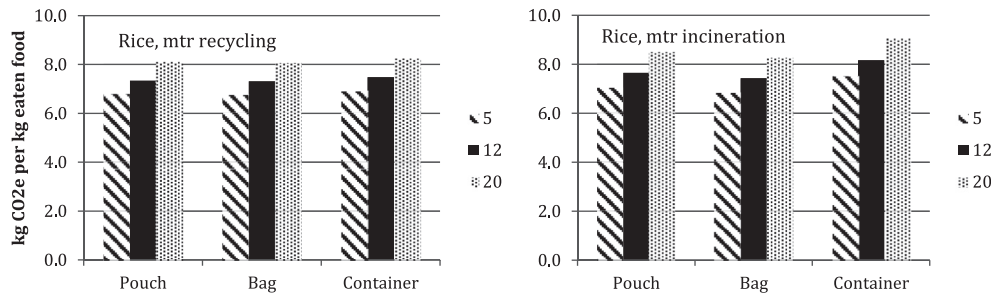 kg CO2e per kg eaten food
10.0
8.0
6.0
4.0
2.0
0.0
Rice, mtr recycling
Pouch
Bag
Container
5
12
20
10.0
8.0
6.0
4.0
2.0
0.0
Rice, mtr incineration
Pouch
Bag
Container
5
12
20